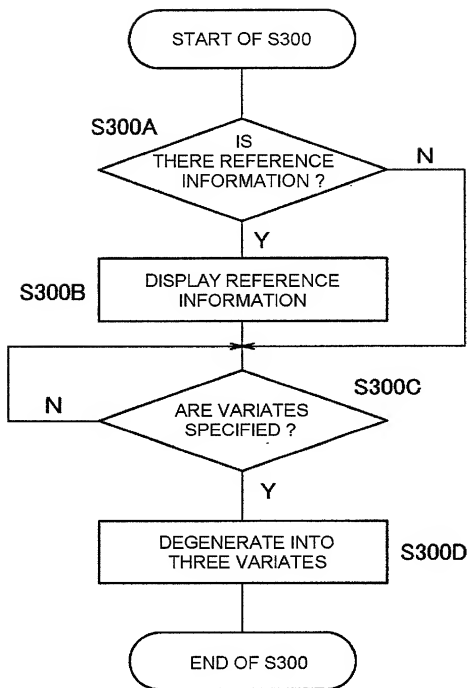 START OF S300
S300A
IS
THERE REFERENCE
INFORMATION ?
N
Y
S300B
DISPLAY REFERENCE
INFORMATION
S300C
N
ARE VARIATES
SPECIFIED ?
Y
DEGENERATE INTO
THREE VARIATES
S300D
END OF S300